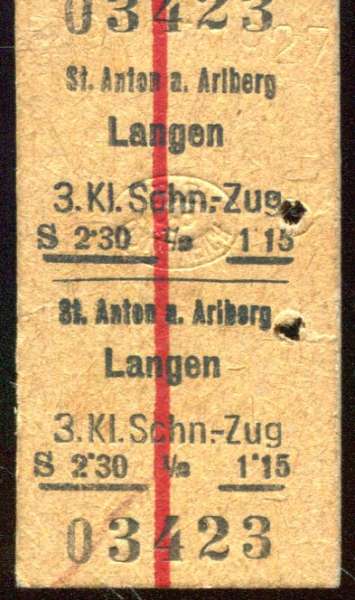 03423
St. Anton a. Arlberg
Langen
3. Kl. Schn.-Zug
S 2·30 ½ 1 15
St. Anton a. Arlberg
Langen
3. Kl. Schn.-Zug
S 2·30 ½ 1·15
03423